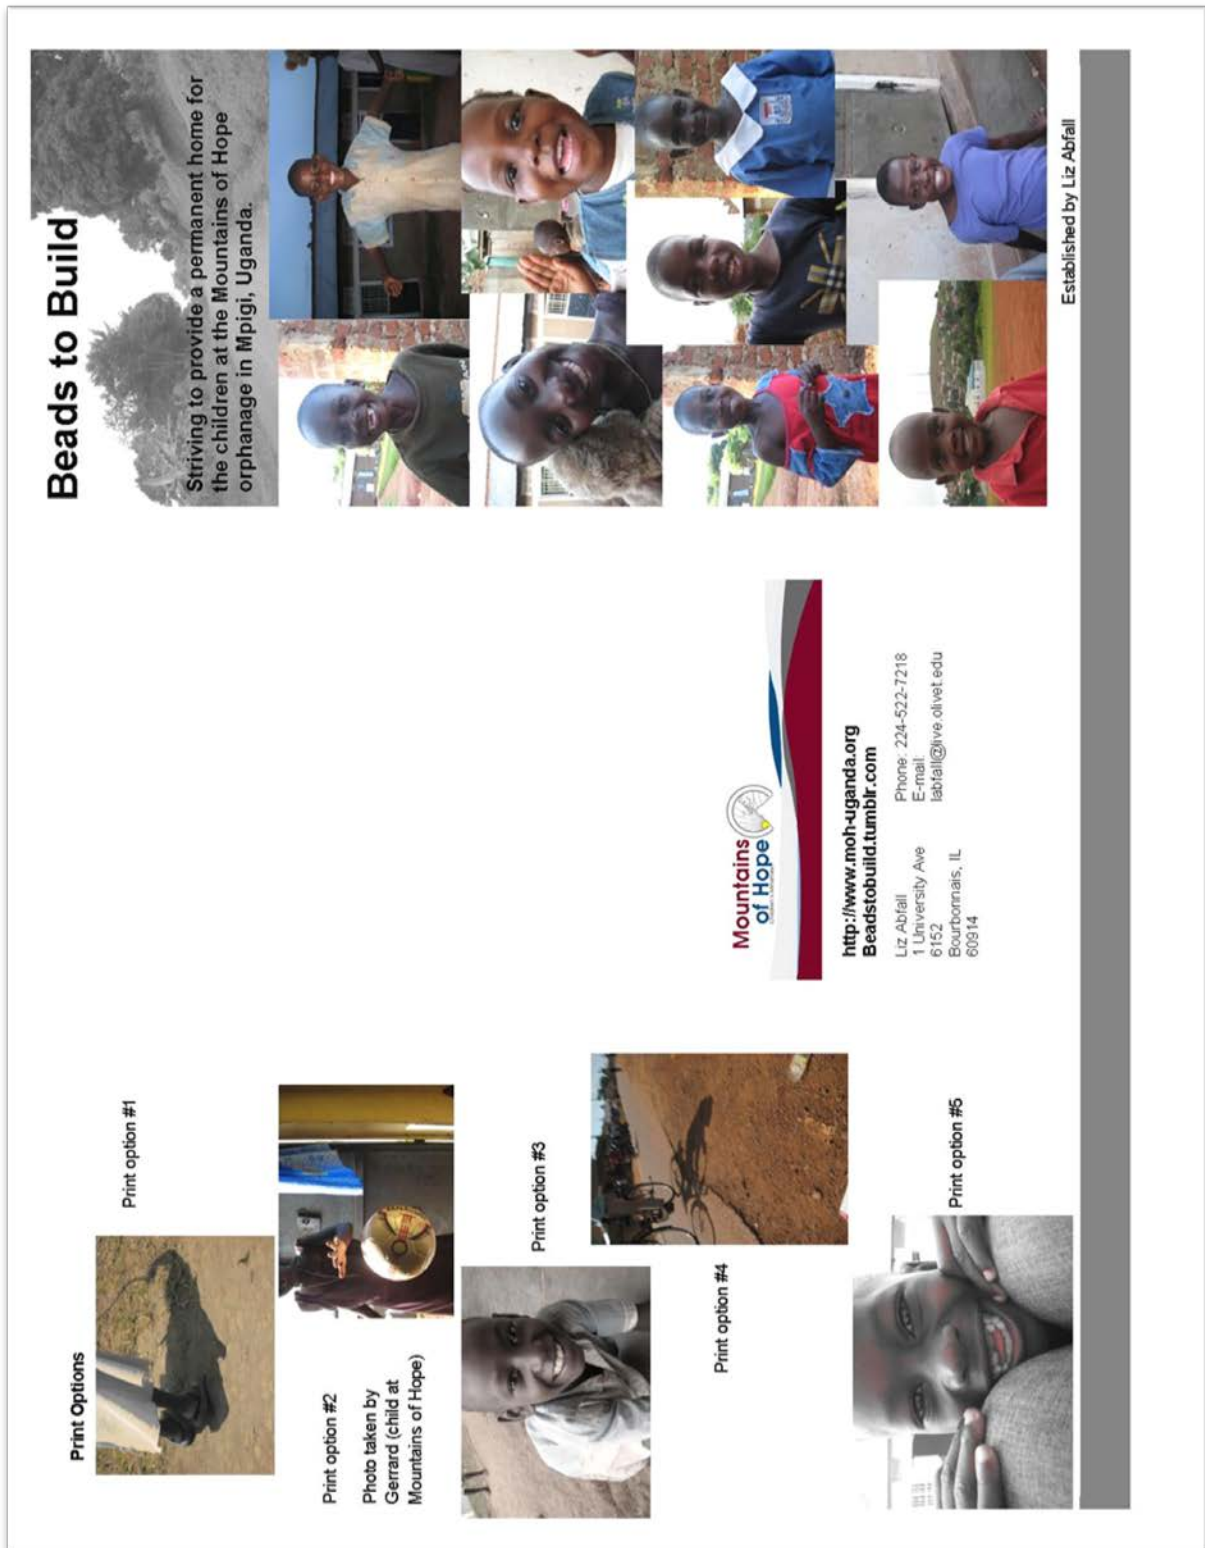 Print Options
Print option #1
Print option #2
Photo taken by
Gerrard (child at
Mountains of Hope)
Print option #3
Print option #4
Print option #5
Mountains
of Hope
http://www.moh-uganda.org
Beadstobuild.tumblr.com
Liz Abfall
1 University Ave
6152
Bourbonnais, IL
60914
Phone: 224-522-7218
E-mail:
labfall@live.olivet.edu
Beads to Build
Striving to provide a permanent home for
the children at the Mountains of Hope
orphanage in Mpigi, Uganda.
Established by Liz Abfall